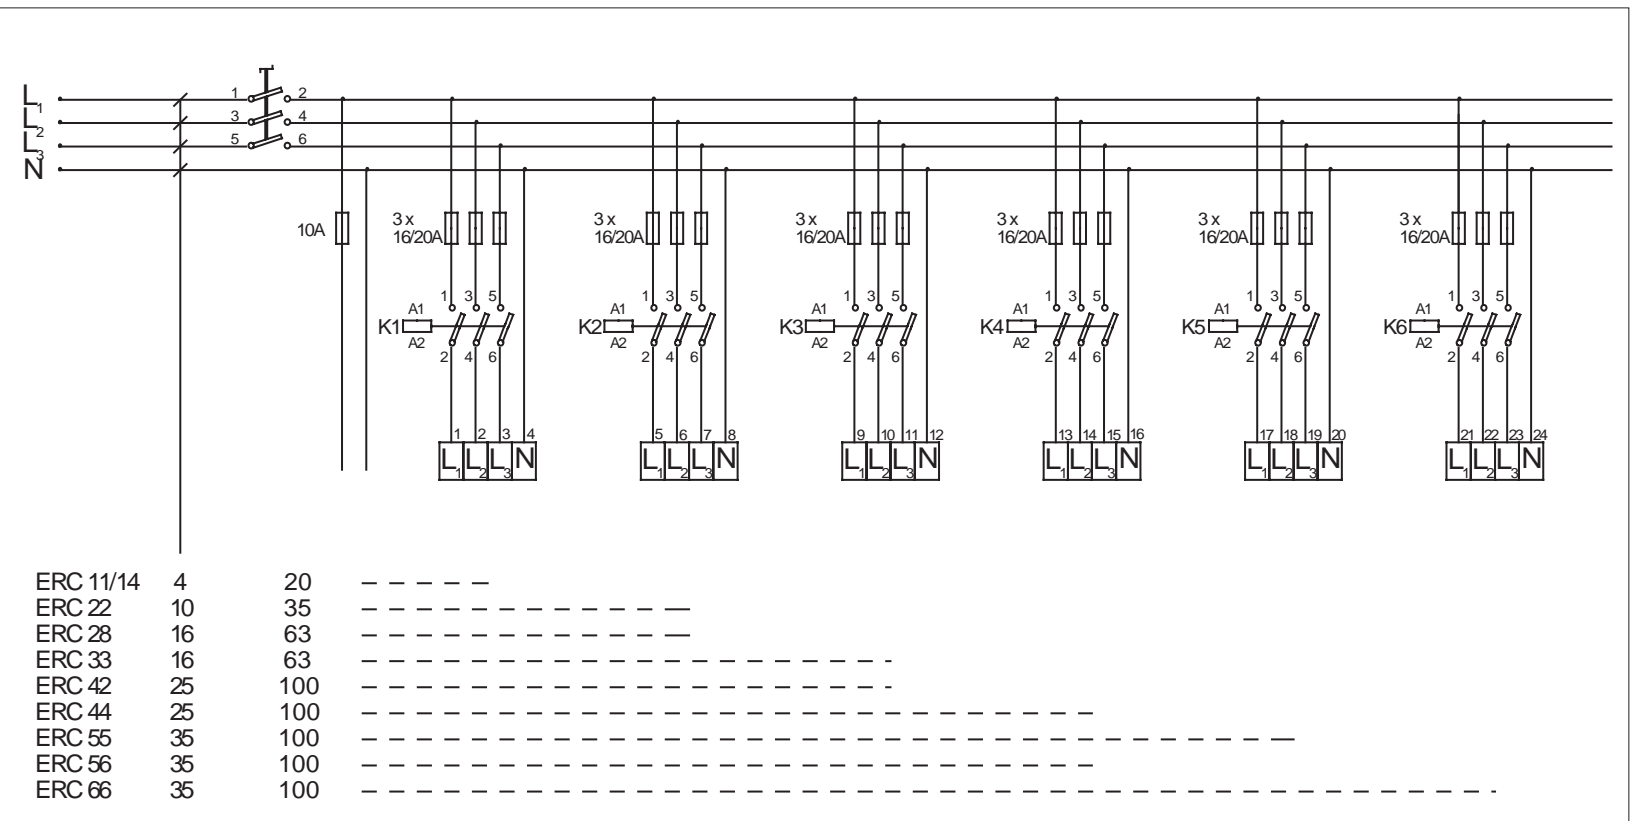 L1 1 2
L2 3 4
L3 5 6
N
10A 3 x 3 x 3 x 3 x 3 x 3 x
16/20A 16/20A 16/20A 16/20A 16/20A 16/20A
1 3 5 1 3 5 1 3 5 1 3 5 1 3 5 1 3 5
A1 A1 A1 A1 A1 A1
K1 K2 K3 K4 K5 K6
A2 A2 A2 A2 A2 A2
2 4 6 2 4 6 2 4 6 2 4 6 2 4 6 2 4 6
1 2 3 4 5 6 7 8 9 10 11 12 13 14 15 16 17 18 19 20 21 22 23 24
L1 L2 L3 N L1 L2 L3 N L1 L2 L3 N L1 L2 L3 N L1 L2 L3 N L1 L2 L3 N
ERC 11/14 4 20
ERC 22 10 35
ERC 28 16 63
ERC 33 16 63
ERC 42 25 100
ERC 44 25 100
ERC 55 35 100
ERC 56 35 100
ERC 66 35 100